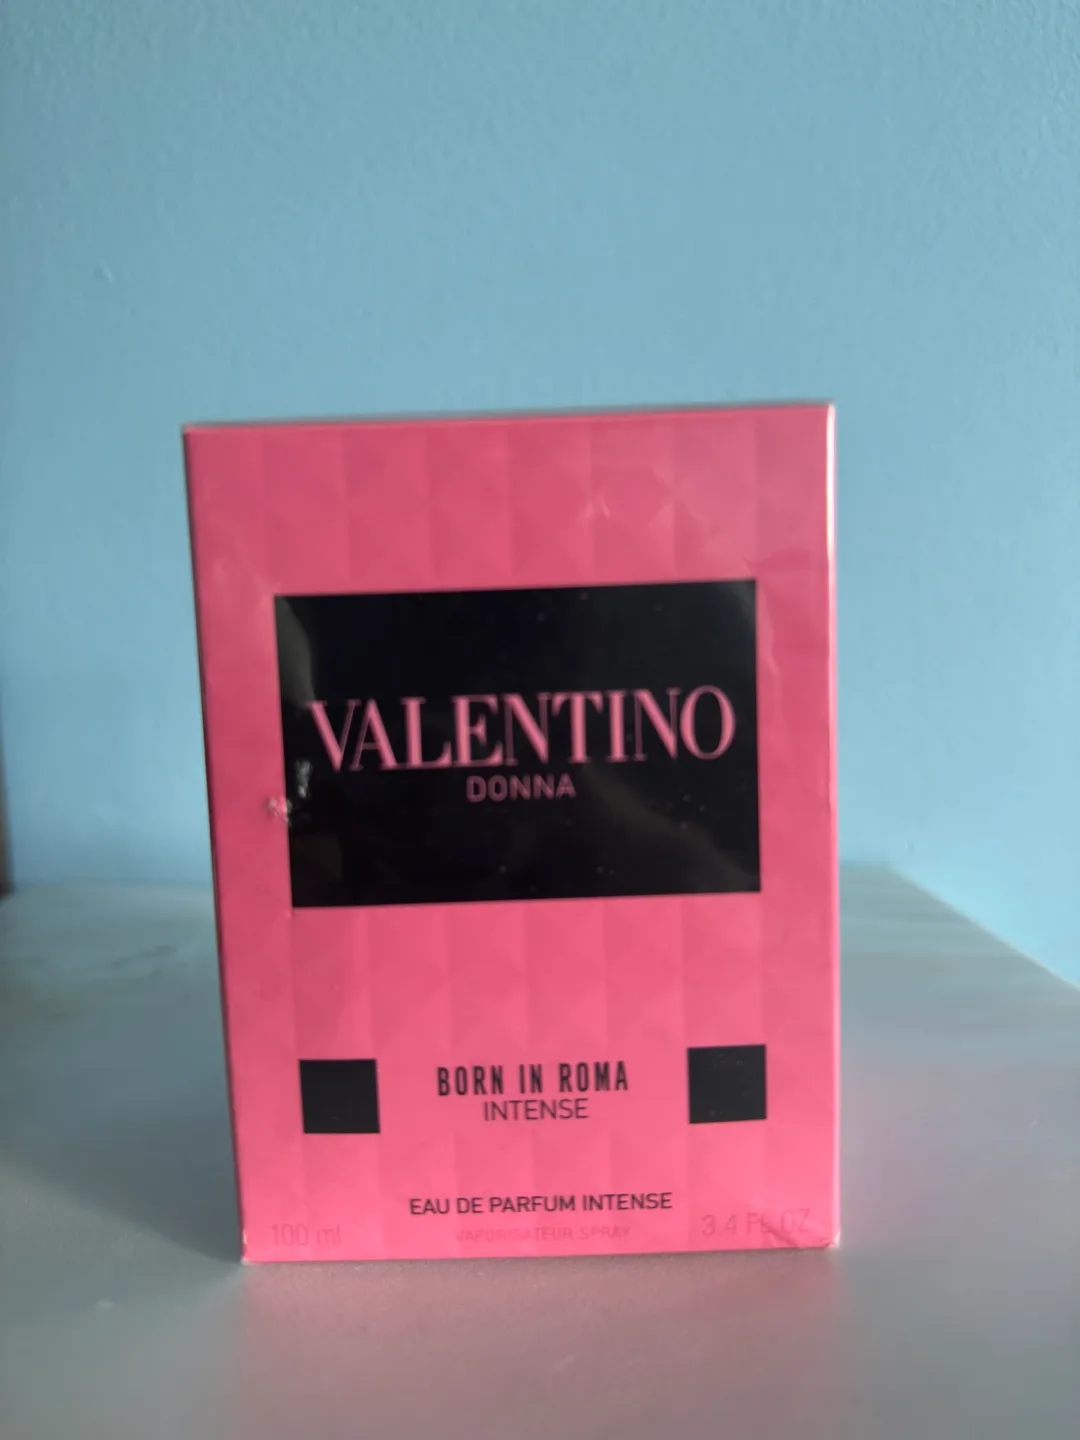 VALENTINO
DONNA
BORN IN ROMA
INTENSE
EAU DE PARFUM INTENSE
100 ml VAPORISATEUR SPRAY 3.4 FL.OZ